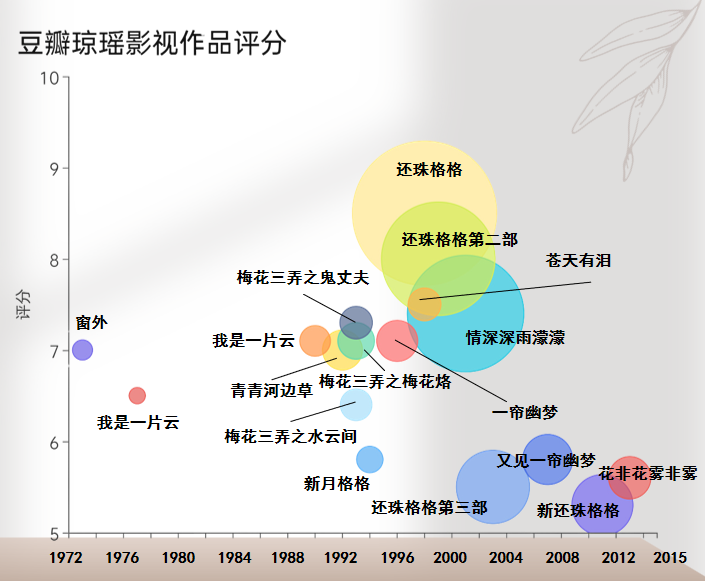 豆瓣琼瑶影视作品评分
10
9
8
7
6
5
评分
还珠格格
还珠格格第二部
苍天有泪
梅花三弄之鬼丈夫
窗外
情深深雨濛濛
我是一片云
梅花三弄之梅花烙
青青河边草
一帘幽梦
我是一片云
梅花三弄之水云间
又见一帘幽梦
花非花雾非雾
新月格格
还珠格格第三部
新还珠格格
1972 1976 1980 1984 1988 1992 1996 2000 2004 2008 2012 2015